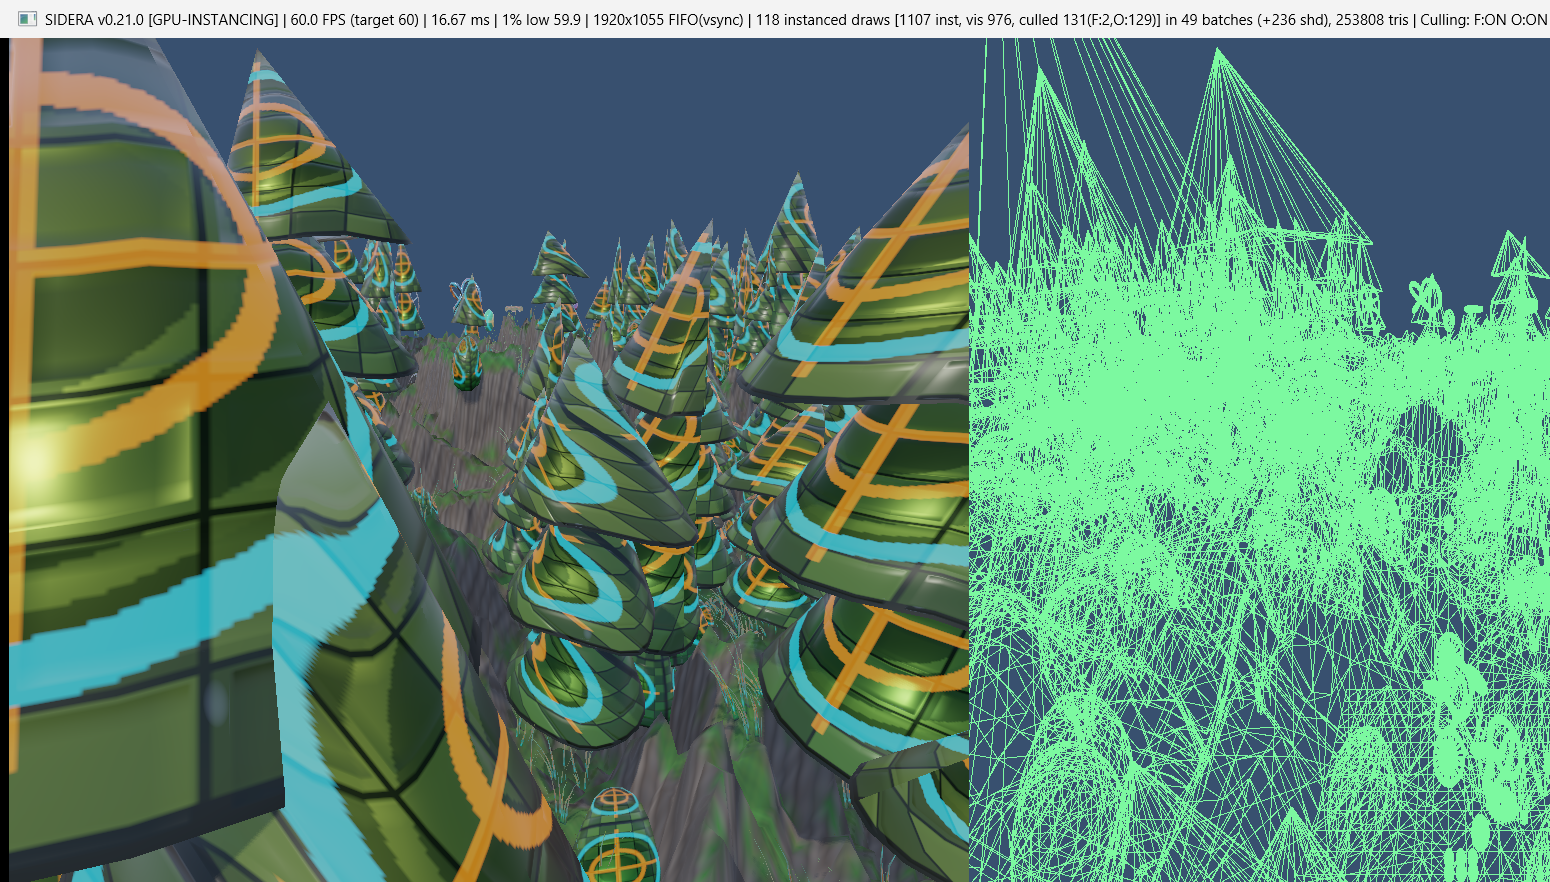 SIDERA v0.21.0 [GPU-INSTANCING] | 60.0 FPS (target 60) | 16.67 ms | 1% low 59.9 | 1920x1055 FIFO(vsync) | 118 instanced draws [1107 inst, vis 976, culled 131(F:2,O:129)] in 49 batches (+236 shd), 253808 tris | Culling: F:ON O:ON